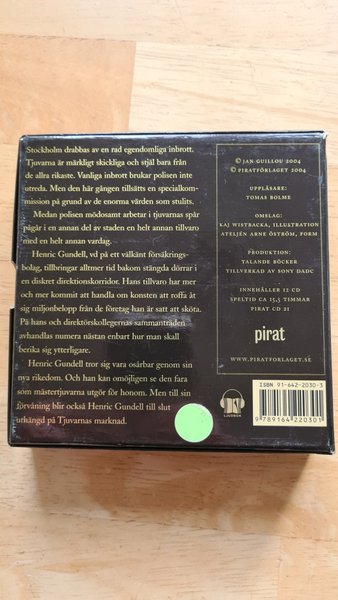 Stockholm drabbas av en rad egendomliga inbrott.
Tjuvarna är märkligt skickliga och stjäl bara från
de allra rikaste. Vanliga inbrott brukar polisen inte
utreda. Men den här gången tillsätts en specialkom-
mission på grund av de enorma värden som stulits.
Medan polisen mödosamt arbetar i tjuvarnas spår
pågår i en annan del av staden en helt annan tillvaro
med en helt annan vardag.
Henric Gundell, vd på ett välkänt försäkrings-
bolag, tillbringar alltmer tid bakom stängda dörrar i
en diskret direktionskorridor. Hans tillvaro har mer
och mer kommit att handla om konsten att roffa åt
sig miljonbelopp från de företag han är satt att sköta.
På hans och direktörskollegernas sammanträden
avhandlas numera nästan enbart hur man skall
berika sig ytterligare.
Henric Gundell tror sig vara osårbar genom sin
nya rikedom. Och han kan omöjligen se den fara
som mästertjuvarna utgör för honom. Men till sin
förvåning blir också Henric Gundell till slut
uthängd på Tjuvarnas marknad.
© JAN GUILLOU 2004
© PIRATFÖRLAGET 2004
UPPLÄSARE:
TOMAS BOLME
OMSLAG:
KAJ WISTBACKA, ILLUSTRATION
ATELJÉN ARNE ÖSTRÖM, FORM
PRODUKTION:
TALANDE BÖCKER
TILLVERKAD AV SONY DADC
INNEHÅLLER 12 CD
SPELTID CA 15,5 TIMMAR
PIRAT CD 21
pirat
WWW.PIRATFORLAGET.SE
LJUDBOK
ISBN 91-642-2030-3
9 789164 220301